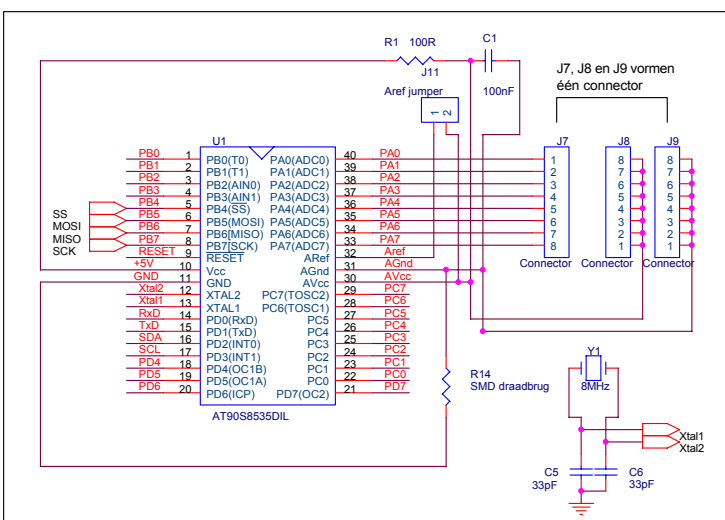 R1 100R
C1
100nF
J11
Aref jumper
1 2
J7, J8 en J9 vormen
één connector
U1
J7
J8
J9
PB0 1 PB0(T0) PA0(ADC0) 40 PA0
PB1 2 PB1(T1) PA1(ADC1) 39 PA1
PB2 3 PB2(AIN0) PA2(ADC2) 38 PA2
PB3 4 PB3(AIN1) PA3(ADC3) 37 PA3
SS PB4 5 PB4(SS) PA4(ADC4) 36 PA4
MOSI PB5 6 PB5(MOSI) PA5(ADC5) 35 PA5
MISO PB6 7 PB6[MISO) PA6(ADC6) 34 PA6
SCK PB7 8 PB7[SCK) PA7(ADC7) 33 PA7
RESET 9 RESET ARef 32 Aref
+5V 10 Vcc AGnd 31 AGnd
GND 11 GND AVcc 30 AVcc
Xtal2 12 XTAL2 PC7(TOSC2) 29 PC7
Xtal1 13 XTAL1 PC6(TOSC1) 28 PC6
RxD 14 PD0(RxD) PC5 27 PC5
TxD 15 PD1(TxD) PC4 26 PC4
SDA 16 PD2(INT0) PC3 25 PC3
SCL 17 PD3(INT1) PC2 24 PC2
PD4 18 PD4(OC1B) PC1 23 PC1
PD5 19 PD5(OC1A) PC0 22 PC0
PD6 20 PD6(ICP) PD7(OC2) 21 PD7
AT90S8535DIL
1 8 8
2 7 7
3 6 6
4 5 5
5 4 4
6 3 3
7 2 2
8 1 1
Connector Connector Connector
R14
SMD draadbrug
Y1
8MHz
Xtal1
Xtal2
C5
33pF
C6
33pF